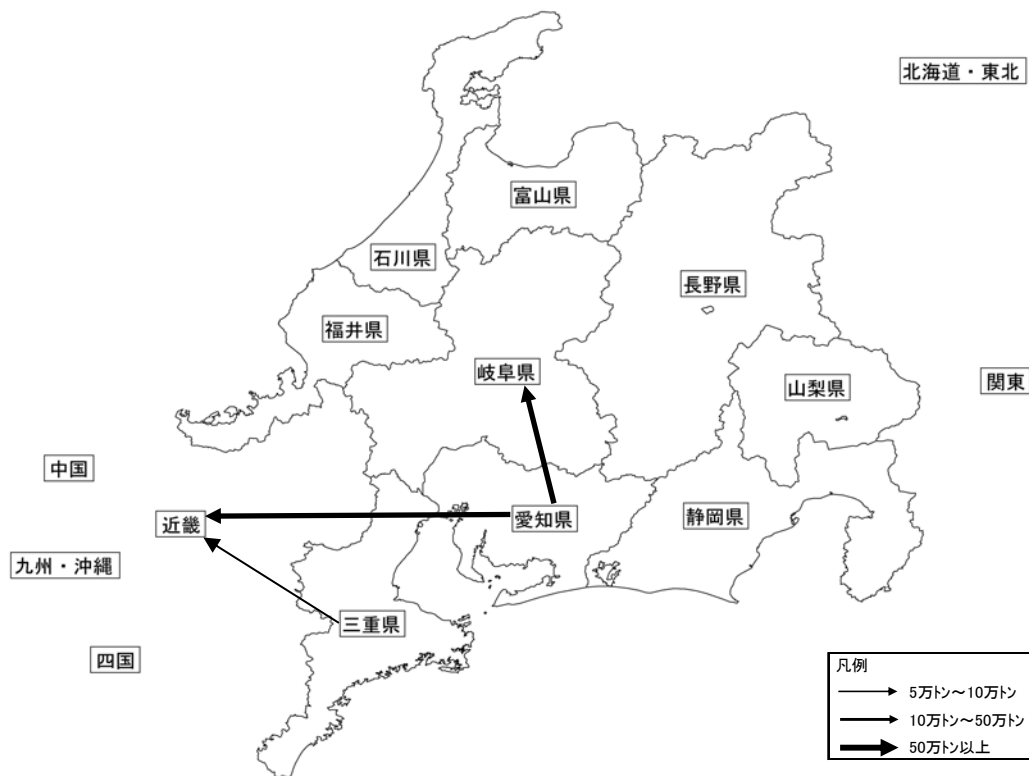 北海道・東北
富山県
石川県
長野県
福井県
岐阜県
山梨県
関東
中国
近畿
愛知県
静岡県
九州・沖縄
三重県
四国
凡例
5万トン～10万トン
10万トン～50万トン
50万トン以上